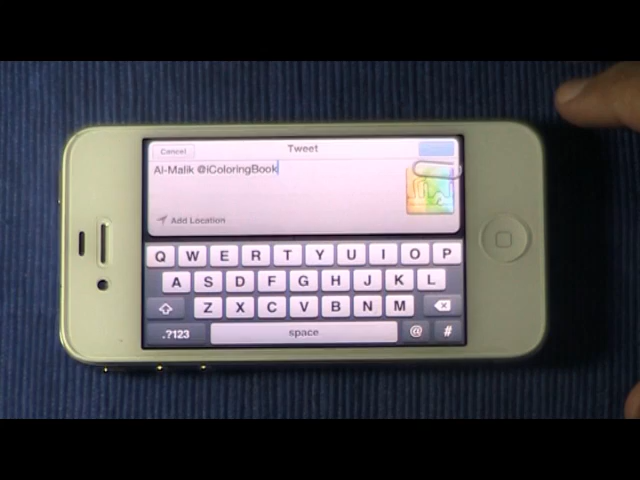 Cancel Tweet
Al-Malik @iColoringBook
Add Location
Q W E R T Y U I O P
A S D F G H J K L
Z X C V B N M
.?123 space @ #